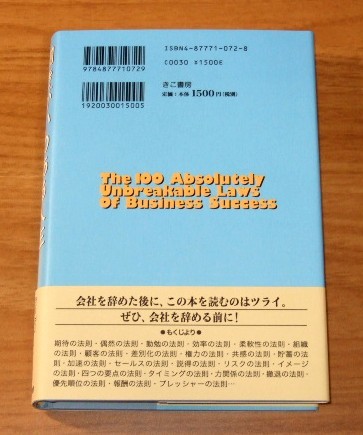 ISBN4-87771-072-8
C0030 ¥1500E
9784877710729
1920030015005
きこ書房
定価:本体1500円(税別)
The 100 Absolutely
Unbreakable Laws
Of Business Success
会社を辞めた後に、この本を読むのはツライ。
ぜひ、会社を辞める前に!
●もくじより●
期待の法則・偶然の法則・勤勉の法則・効率の法則・柔軟性の法則・組織
の法則・顧客の法則・差別化の法則・権力の法則・共感の法則・貯蓄の法
則・加速の法則・セールスの法則・説得の法則・リスクの法則・イメージ
の法則・四つの要点の法則・タイミングの法則・力関係の法則・撤退の法則・
優先順位の法則・報酬の法則・プレッシャーの法則…